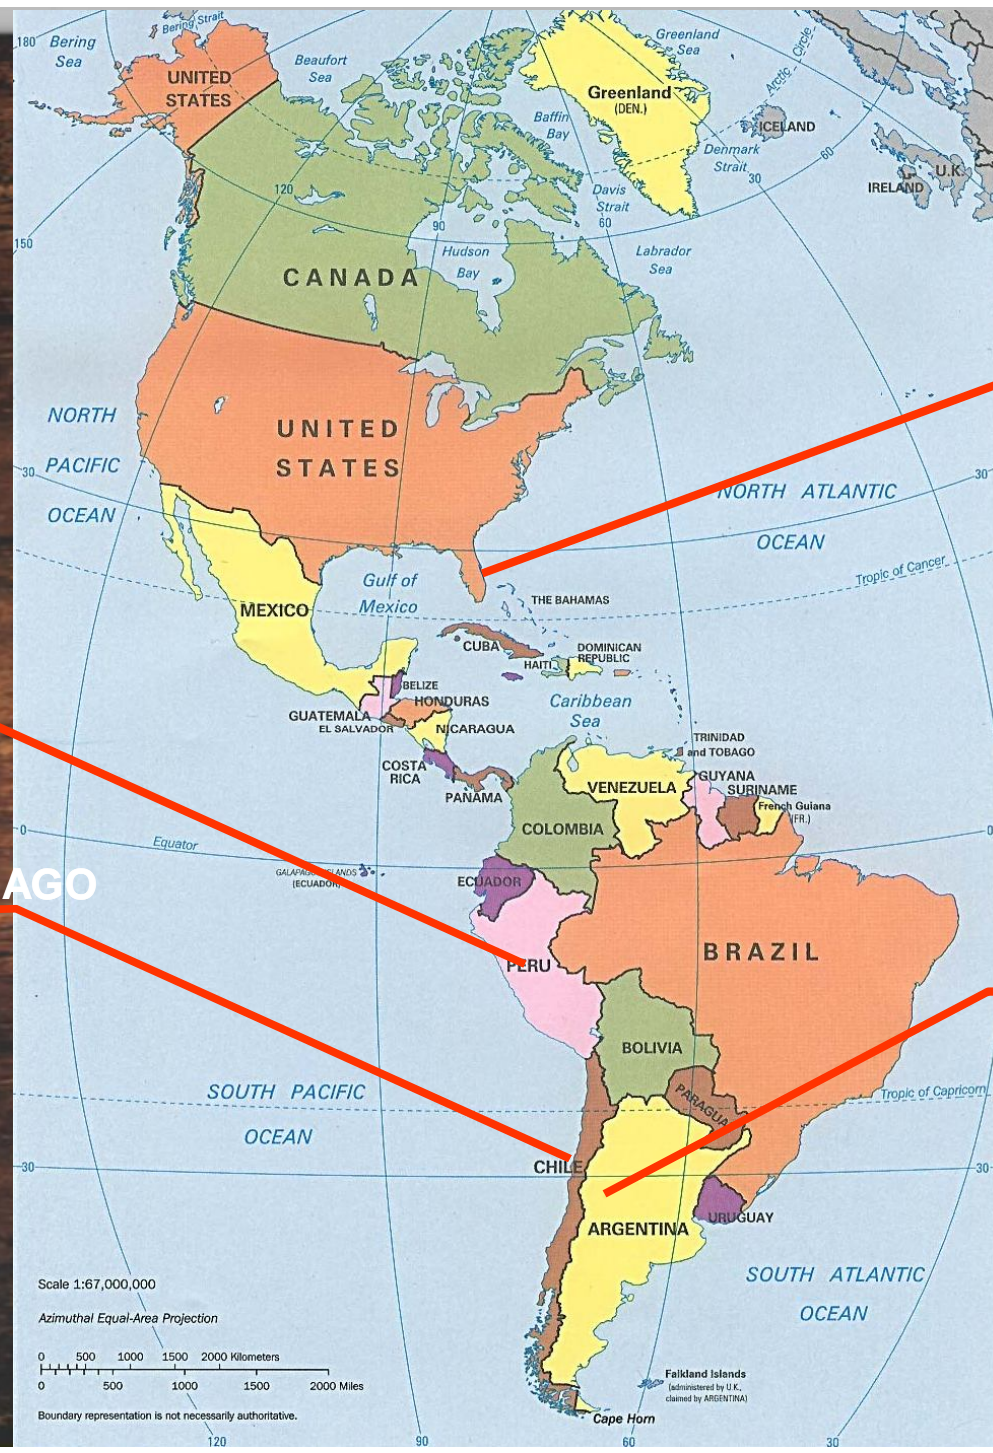 180
Bering
Sea
Bering Strait
Beaufort
Sea
Greenland
Sea
Arctic Circle
UNITED
STATES
Greenland
(DEN.)
Baffin
Bay
ICELAND
Denmark
Strait
60
U.K.
IRELAND
120
Davis
Strait
30
60
90
150
Hudson
Bay
Labrador
Sea
CANADA
NORTH
PACIFIC
OCEAN
UNITED
STATES
30
30
NORTH ATLANTIC
OCEAN
Tropic of Cancer
Gulf of
Mexico
MEXICO
THE BAHAMAS
CUBA
HAITI
DOMINICAN
REPUBLIC
BELIZE
HONDURAS
GUATEMALA
EL SALVADOR
NICARAGUA
Caribbean
Sea
COSTA
RICA
PANAMA
TRINIDAD
and TOBAGO
VENEZUELA
GUYANA
SURINAME
French Guiana
(FR.)
COLOMBIA
0
Equator
0
GALAPAGOS ISLANDS
(ECUADOR)
ECUADOR
AGO
PERU
BRAZIL
BOLIVIA
SOUTH PACIFIC
OCEAN
PARAGUAY
Tropic of Capricorn
30
CHILE
30
ARGENTINA
URUGUAY
SOUTH ATLANTIC
OCEAN
Scale 1:67,000,000
Azimuthal Equal-Area Projection
0 500 1000 1500 2000 Kilometers
0 500 1000 1500 2000 Miles
Boundary representation is not necessarily authoritative.
Falkland Islands
(administered by U.K.,
claimed by ARGENTINA)
Cape Horn
120
90
60
30